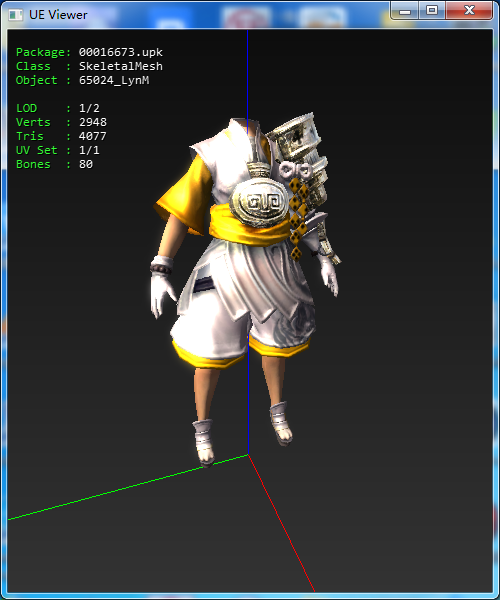 UE Viewer
Package: 00016673.upk
Class : SkeletalMesh
Object : 65024_LynM
LOD : 1/2
Verts : 2948
Tris : 4077
UV Set : 1/1
Bones : 80